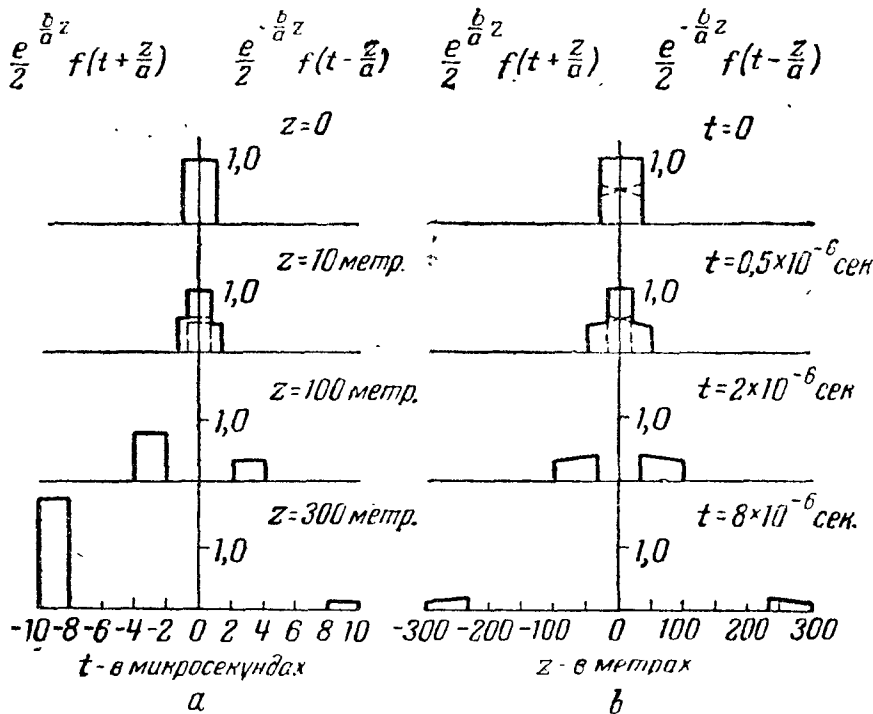 e^{b/a z}/2 f(t + z/a)   e^{-b/a z}/2 f(t - z/a)   e^{b/a z}/2 f(t + z/a)   e^{-b/a z}/2 f(t - z/a)
z=0   t=0
1,0   1,0
z=10 метр.   t=0,5×10⁻⁶ сек
1,0   1,0
z=100 метр.   t=2×10⁻⁶ сек
1,0   1,0
z=300 метр.   t=8×10⁻⁶ сек.
1,0   1,0
-10 -8 -6 -4 -2 0 2 4 6 8 10   -300 -200 -100 0 100 200 300
t - в микросекундах   z - в метрах
a   b